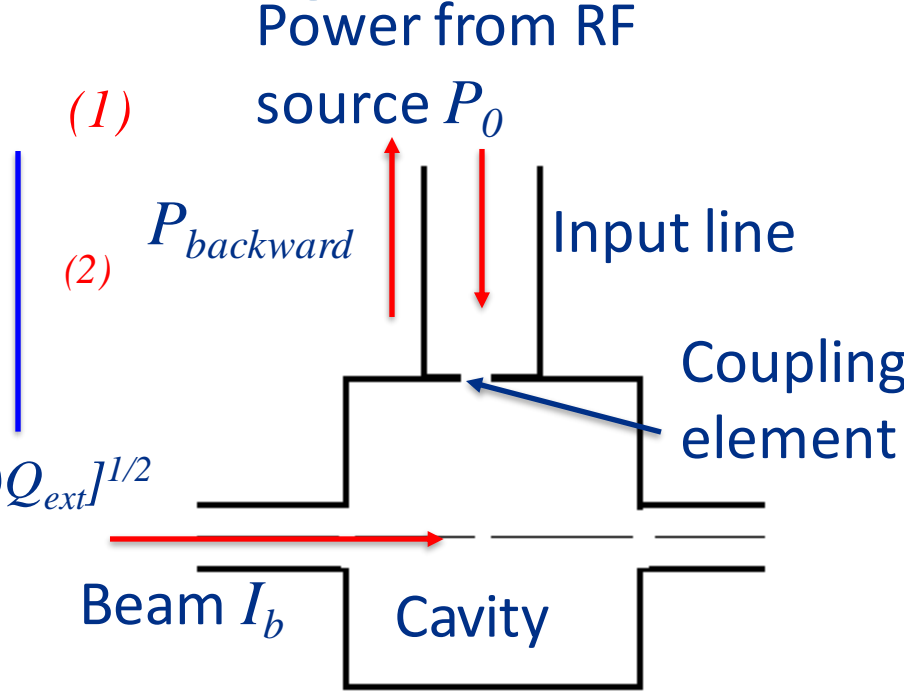 Power from RF
source P0
(1)
Pbackward
Input line
(2)
Coupling
element
Qext]1/2
Beam Ib
Cavity